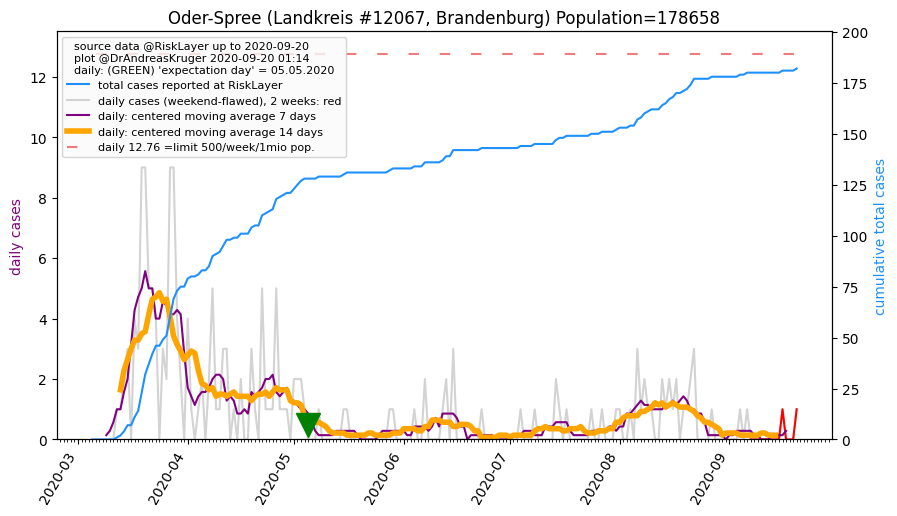 Oder-Spree (Landkreis #12067, Brandenburg) Population=178658
source data @RiskLayer up to 2020-09-20
plot @DrAndreasKruger 2020-09-20 01:14
daily: (GREEN) 'expectation day' = 05.05.2020
total cases reported at RiskLayer
daily cases (weekend-flawed), 2 weeks: red
daily: centered moving average 7 days
daily: centered moving average 14 days
daily 12.76 =limit 500/week/1mio pop.
daily cases
12
10
8
6
4
2
0
cumulative total cases
200
175
150
125
100
75
50
25
0
2020-03
2020-04
2020-05
2020-06
2020-07
2020-08
2020-09